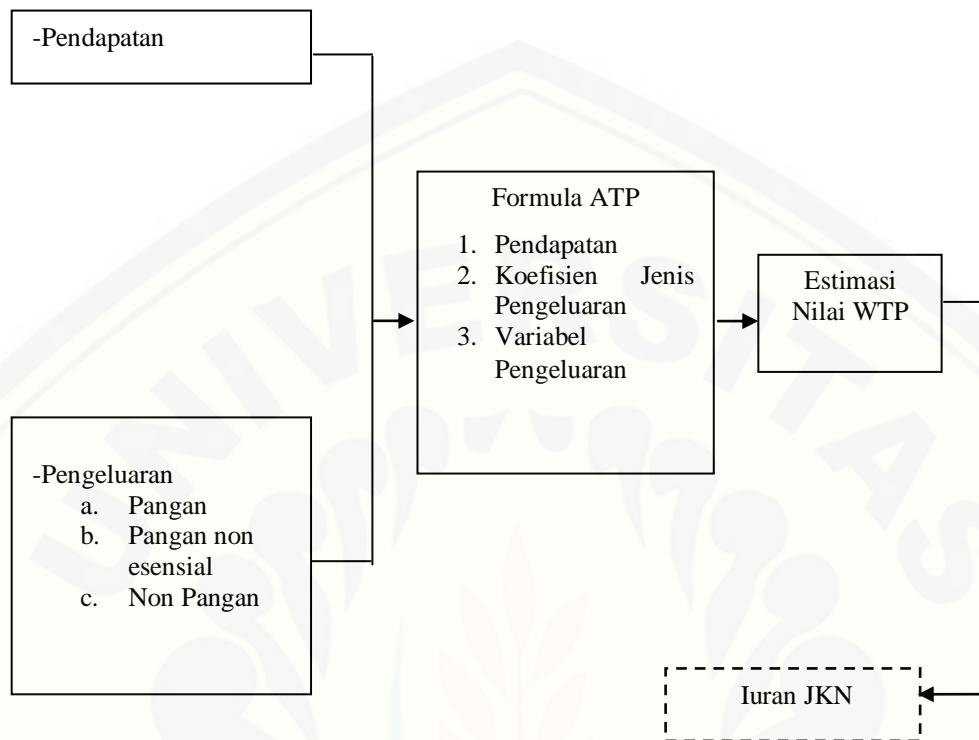 -Pendapatan
Formula ATP
1. Pendapatan
2. Koefisien Jenis
Pengeluaran
3. Variabel
Pengeluaran
Estimasi
Nilai WTP
-Pengeluaran
a. Pangan
b. Pangan non
esensial
c. Non Pangan
Iuran JKN
UNIVERSITAS